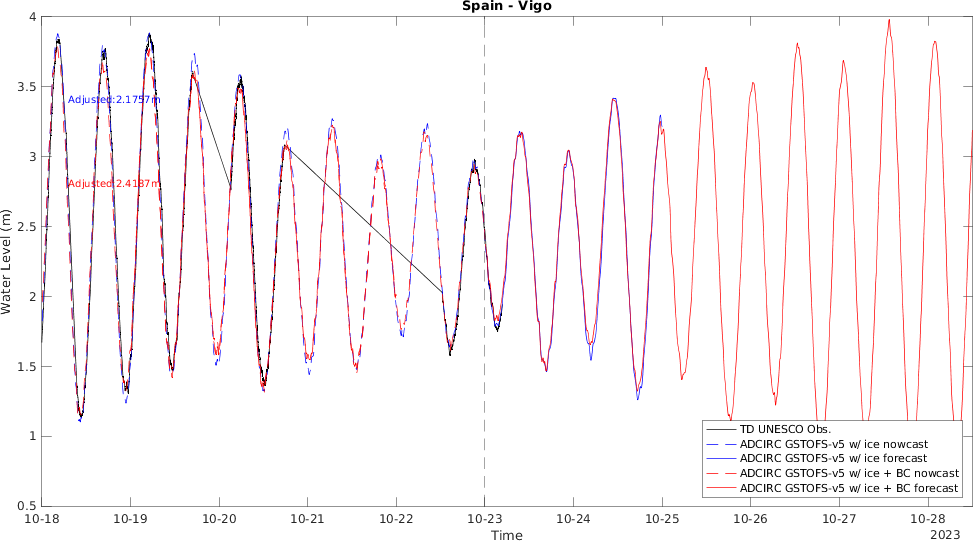 Spain - Vigo
4
3.5
3
2.5
2
1.5
1
0.5
Water Level (m)
Adjusted:2.1757m
Adjusted:2.4187m
TD UNESCO Obs.
ADCIRC GSTOFS-v5 w/ ice nowcast
ADCIRC GSTOFS-v5 w/ ice forecast
ADCIRC GSTOFS-v5 w/ ice + BC nowcast
ADCIRC GSTOFS-v5 w/ ice + BC forecast
10-18 10-19 10-20 10-21 10-22 10-23 10-24 10-25 10-26 10-27 10-28
2023
Time